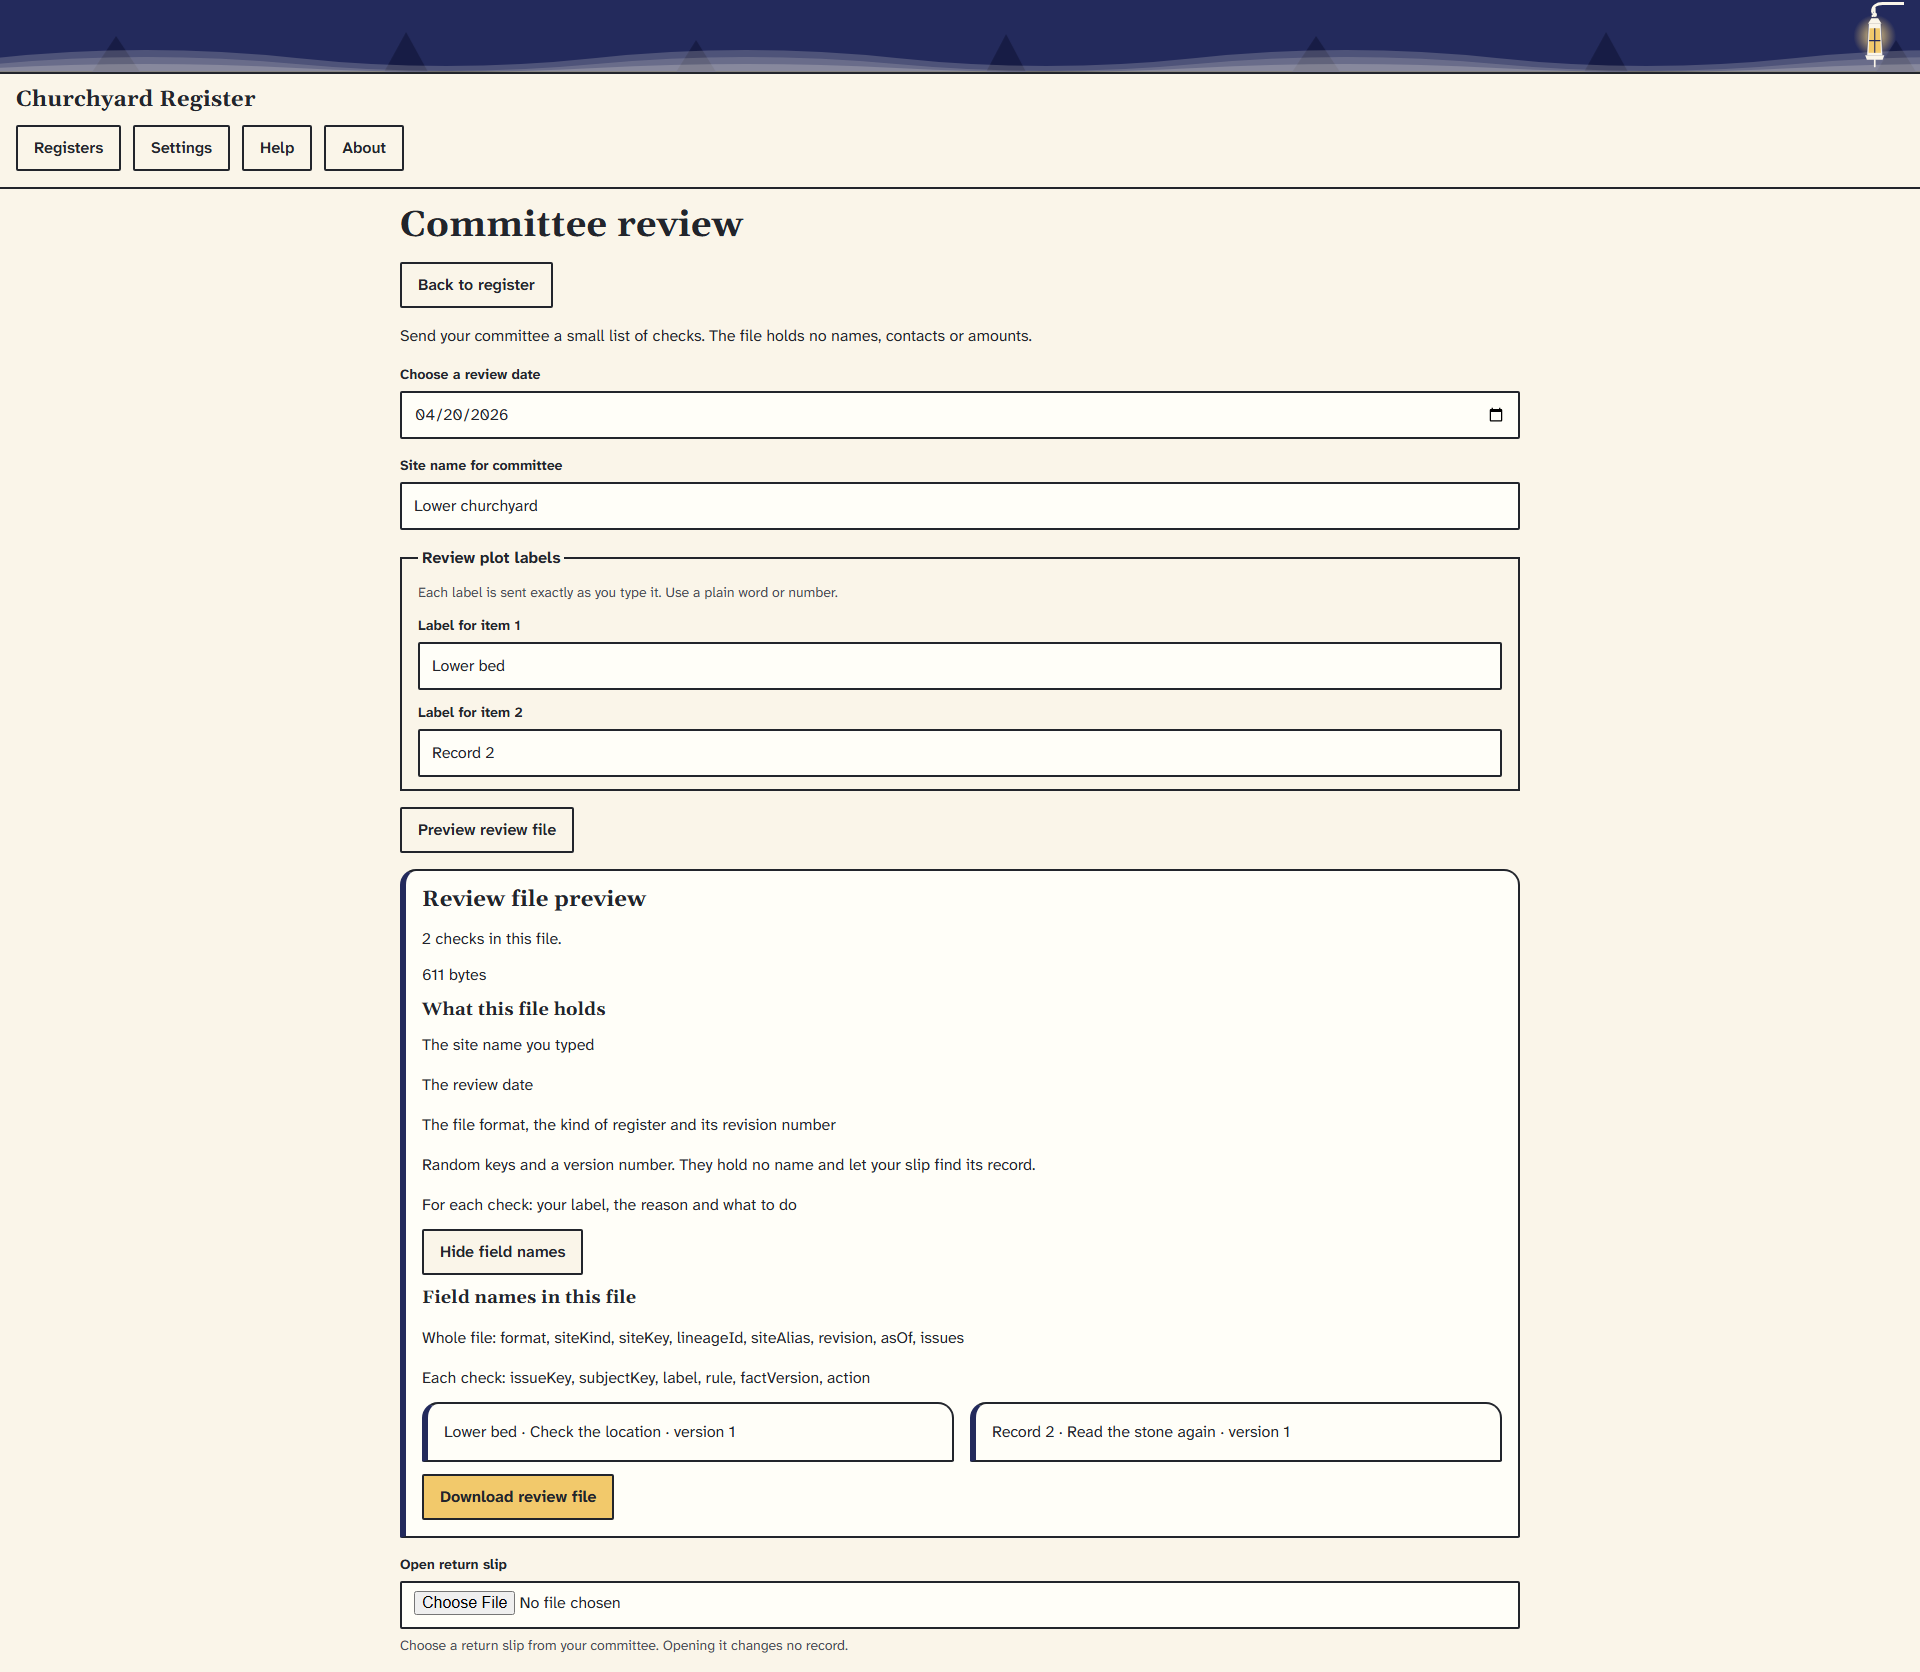 Churchyard Register
Registers
Settings
Help
About
Committee review
Back to register
Send your committee a small list of checks. The file holds no names, contacts or amounts.
Choose a review date
04/20/2026
Site name for committee
Lower churchyard
Review plot labels
Each label is sent exactly as you type it. Use a plain word or number.
Label for item 1
Lower bed
Label for item 2
Record 2
Preview review file
Review file preview
2 checks in this file.
611 bytes
What this file holds
The site name you typed
The review date
The file format, the kind of register and its revision number
Random keys and a version number. They hold no name and let your slip find its record.
For each check: your label, the reason and what to do
Hide field names
Field names in this file
Whole file: format, siteKind, siteKey, lineageId, siteAlias, revision, asOf, issues
Each check: issueKey, subjectKey, label, rule, factVersion, action
Lower bed · Check the location · version 1
Record 2 · Read the stone again · version 1
Download review file
Open return slip
Choose File No file chosen
Choose a return slip from your committee. Opening it changes no record.